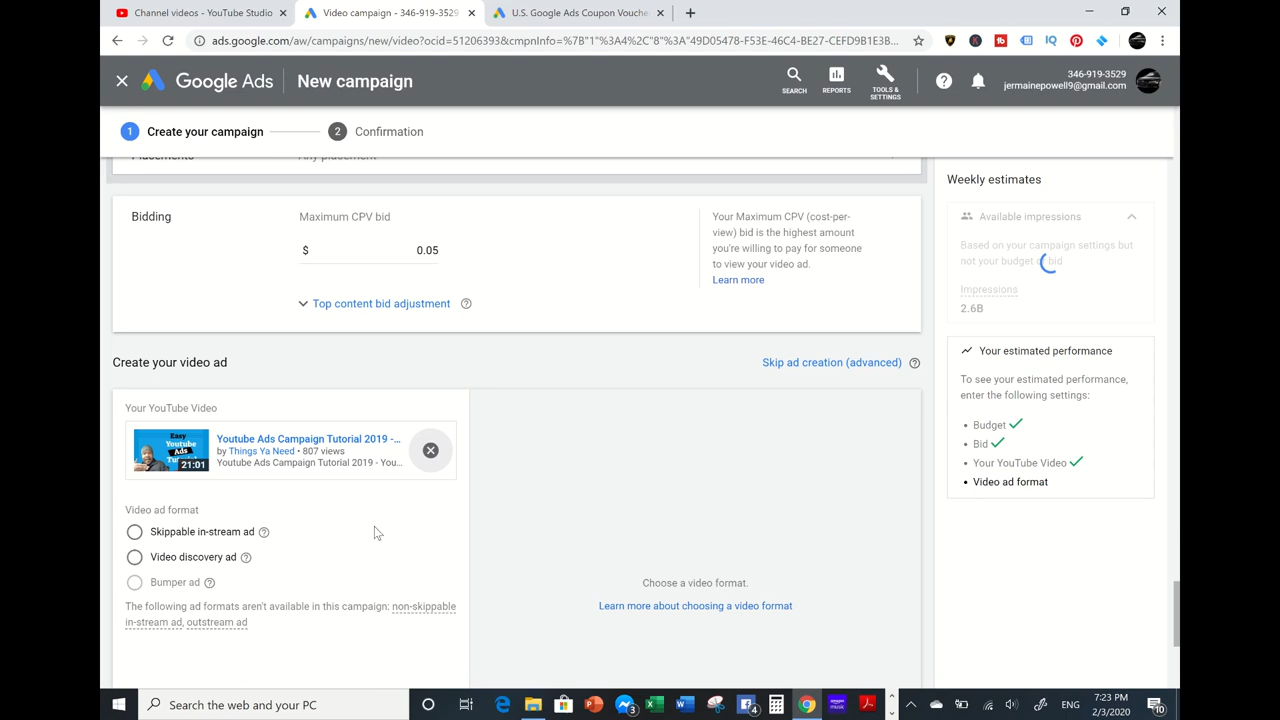 Channel videos - YouTube Studio
Video campaign - 346-919-3529
U.S. Google Ads Coupon Vouche
ads.google.com/aw/campaigns/new/video?ocid=51206393&cmpnInfo=%7B"1"%3A4%2C"8"%3A"49D05478-F53E-46C4-BE27-CEFD9B1E3B...
Google Ads
New campaign
SEARCH
REPORTS
TOOLS & SETTINGS
346-919-3529
jermainepowell9@gmail.com
1 Create your campaign
2 Confirmation
Placements Any placement
Bidding
Maximum CPV bid
$ 0.05
Top content bid adjustment
Your Maximum CPV (cost-per-
view) bid is the highest amount
you're willing to pay for someone
to view your video ad.
Learn more
Create your video ad
Skip ad creation (advanced)
Your YouTube Video
Easy
Youtube
Ads
Tutorial
21:01
Youtube Ads Campaign Tutorial 2019 -...
by Things Ya Need • 807 views
Youtube Ads Campaign Tutorial 2019 - You...
Video ad format
Skippable in-stream ad
Video discovery ad
Bumper ad
The following ad formats aren't available in this campaign: non-skippable
in-stream ad, outstream ad
Choose a video format.
Learn more about choosing a video format
Weekly estimates
Available impressions
Based on your campaign settings but
not your budget or bid
Impressions
2.6B
Your estimated performance
To see your estimated performance,
enter the following settings:
• Budget
• Bid
• Your YouTube Video
• Video ad format
Search the web and your PC
3
4
amazon
music
ENG
7:23 PM
2/3/2020
10